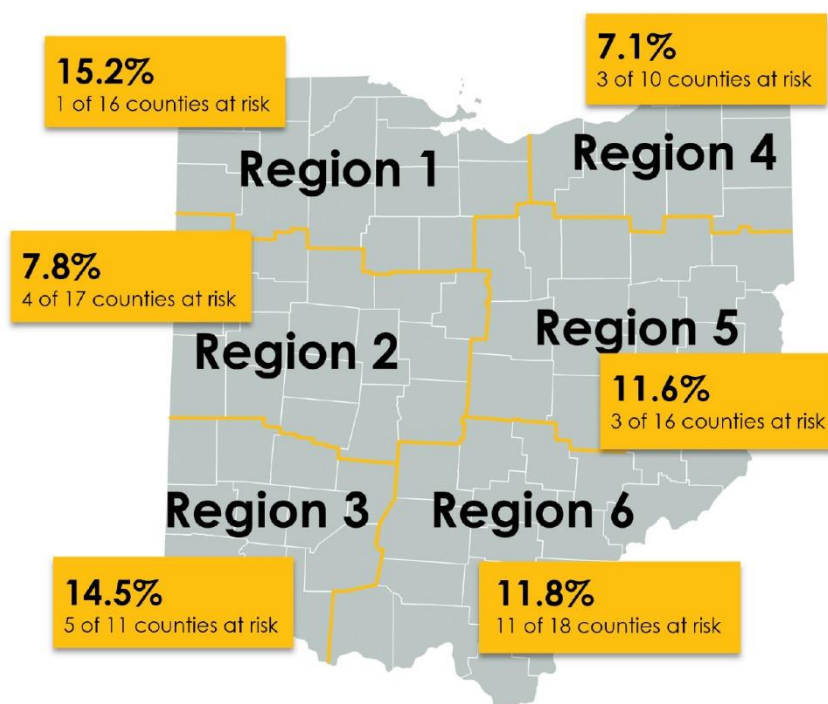 15.2%
1 of 16 counties at risk
7.1%
3 of 10 counties at risk
Region 1
Region 4
7.8%
4 of 17 counties at risk
Region 2
Region 5
11.6%
3 of 16 counties at risk
Region 3
Region 6
14.5%
5 of 11 counties at risk
11.8%
11 of 18 counties at risk